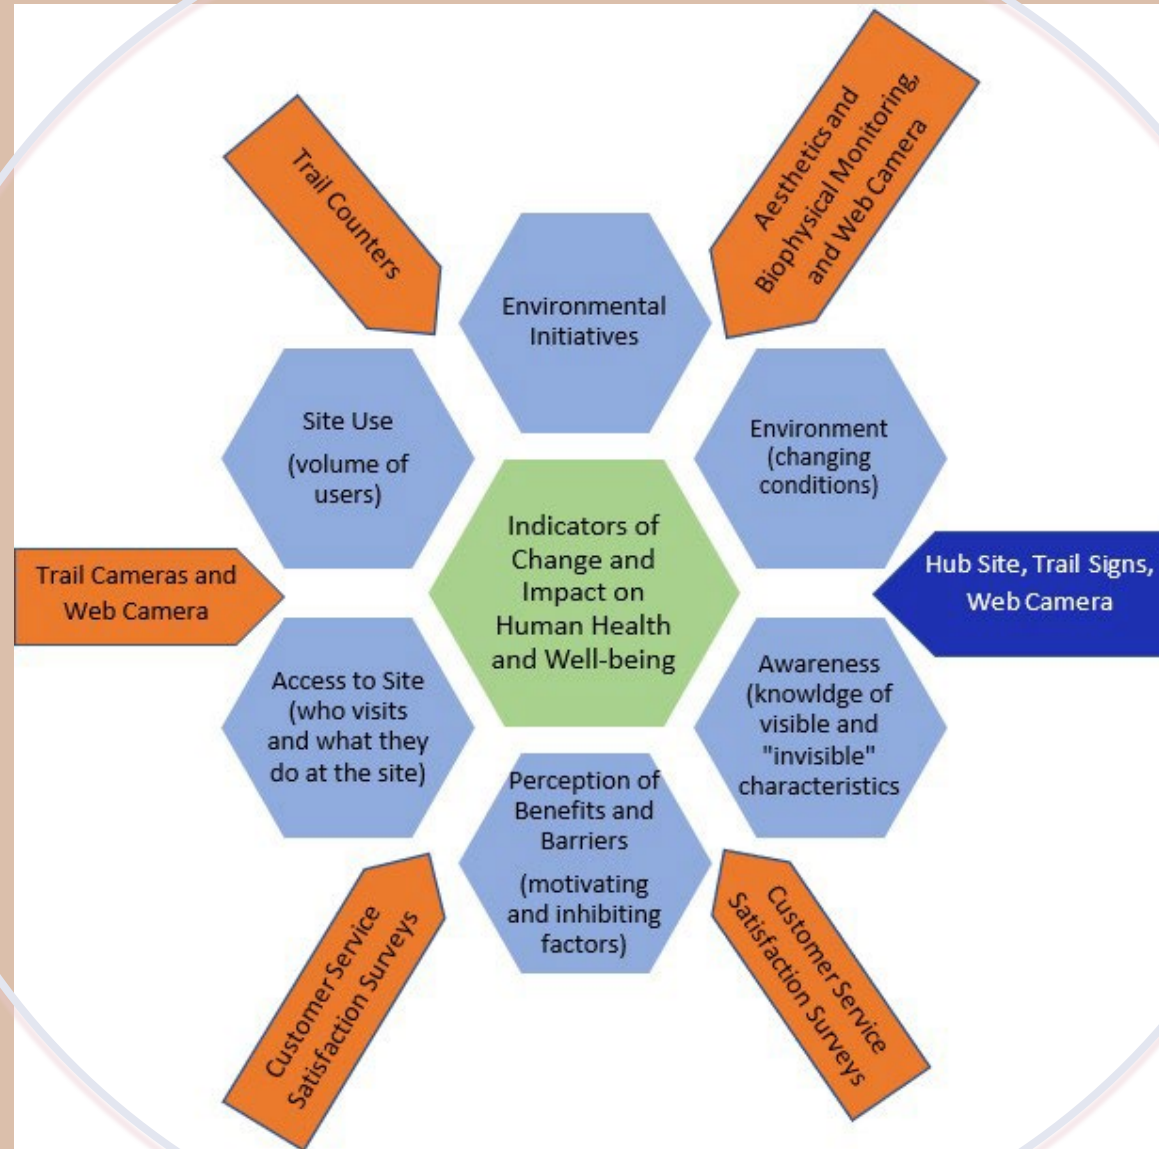 Trail
Counters
Aesthetics and
Biophysical Monitoring,
and Web Camera
Environmental
Initiatives
Site Use
(volume of
users)
Environment
(changing
conditions)
Indicators of
Change and
Impact on
Human Health
and Well-being
Trail Cameras and
Web Camera
Hub Site, Trail Signs,
Web Camera
Access to Site
(who visits
and what they
do at the site)
Awareness
(knowldge of
visible and
"invisible"
characteristics
Perception of
Benefits and
Barriers
(motivating
and inhibiting
factors)
Customer Service
Satisfaction Surveys
Customer Service
Satisfaction Surveys